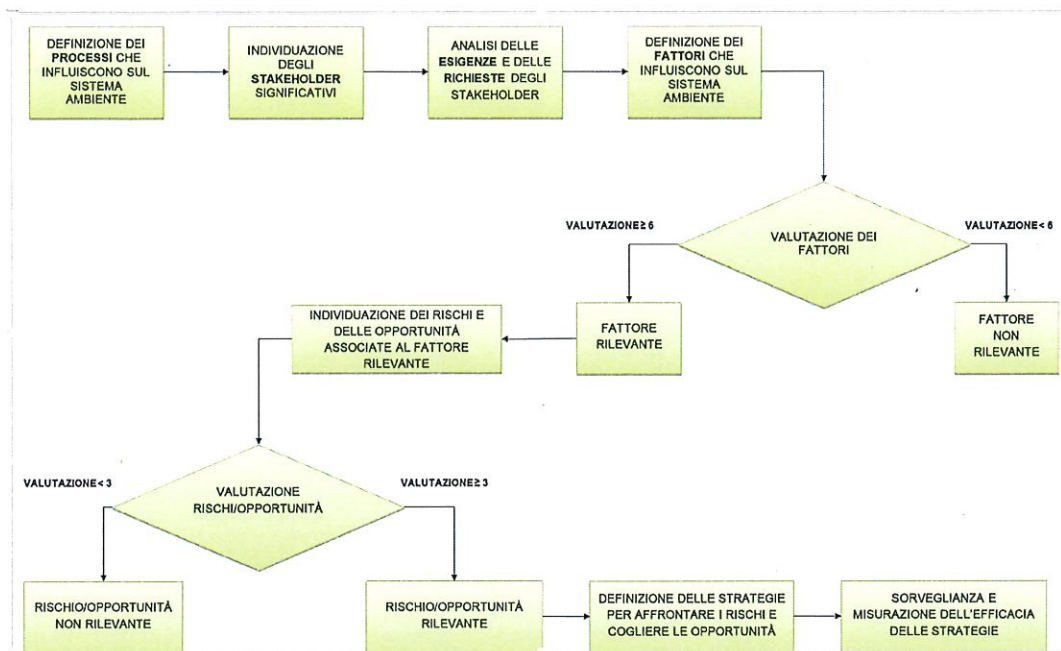 DEFINIZIONE DEI
PROCESSI CHE
INFLUISCONO SUL
SISTEMA
AMBIENTE
INDIVIDUAZIONE
DEGLI
STAKEHOLDER
SIGNIFICATIVI
ANALISI DELLE
ESIGENZE E DELLE
RICHIESTE DEGLI
STAKEHOLDER
DEFINIZIONE DEI
FATTORI CHE
INFLUISCONO SUL
SISTEMA
AMBIENTE
VALUTAZIONE≥ 6
VALUTAZIONE DEI
FATTORI
VALUTAZIONE< 6
INDIVIDUAZIONE DEI RISCHI E
DELLE OPPORTUNITÀ
ASSOCIATE AL FATTORE
RILEVANTE
FATTORE
RILEVANTE
FATTORE
NON
RILEVANTE
VALUTAZIONE< 3
VALUTAZIONE
RISCHI/OPPORTUNITÀ
VALUTAZIONE≥ 3
RISCHIO/OPPORTUNITÀ
NON RILEVANTE
RISCHIO/OPPORTUNITÀ
RILEVANTE
DEFINIZIONE DELLE STRATEGIE
PER AFFRONTARE I RISCHI E
COGLIERE LE OPPORTUNITÀ
SORVEGLIANZA E
MISURAZIONE DELL'EFFICACIA
DELLE STRATEGIE